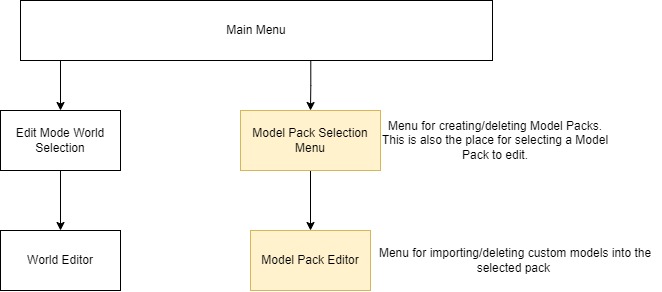 Main Menu
Edit Mode World
Selection
Model Pack Selection
Menu
Menu for creating/deleting Model Packs.
This is also the place for selecting a Model
Pack to edit.
World Editor
Model Pack Editor
Menu for importing/deleting custom models into the
selected pack